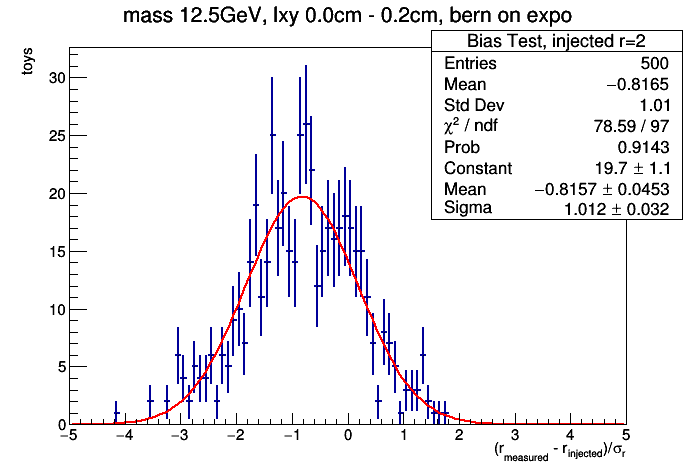 mass 12.5GeV, lxy 0.0cm - 0.2cm, bern on expo
Bias Test, injected r=2
Entries 500
Mean −0.8165
Std Dev 1.01
χ² / ndf 78.59 / 97
Prob 0.9143
Constant 19.7 ± 1.1
Mean −0.8157 ± 0.0453
Sigma 1.012 ± 0.032
toys
30
25
20
15
10
5
0
−5 −4 −3 −2 −1 0 1 2 3 4 5
(r_measured - r_injected)/σ_r